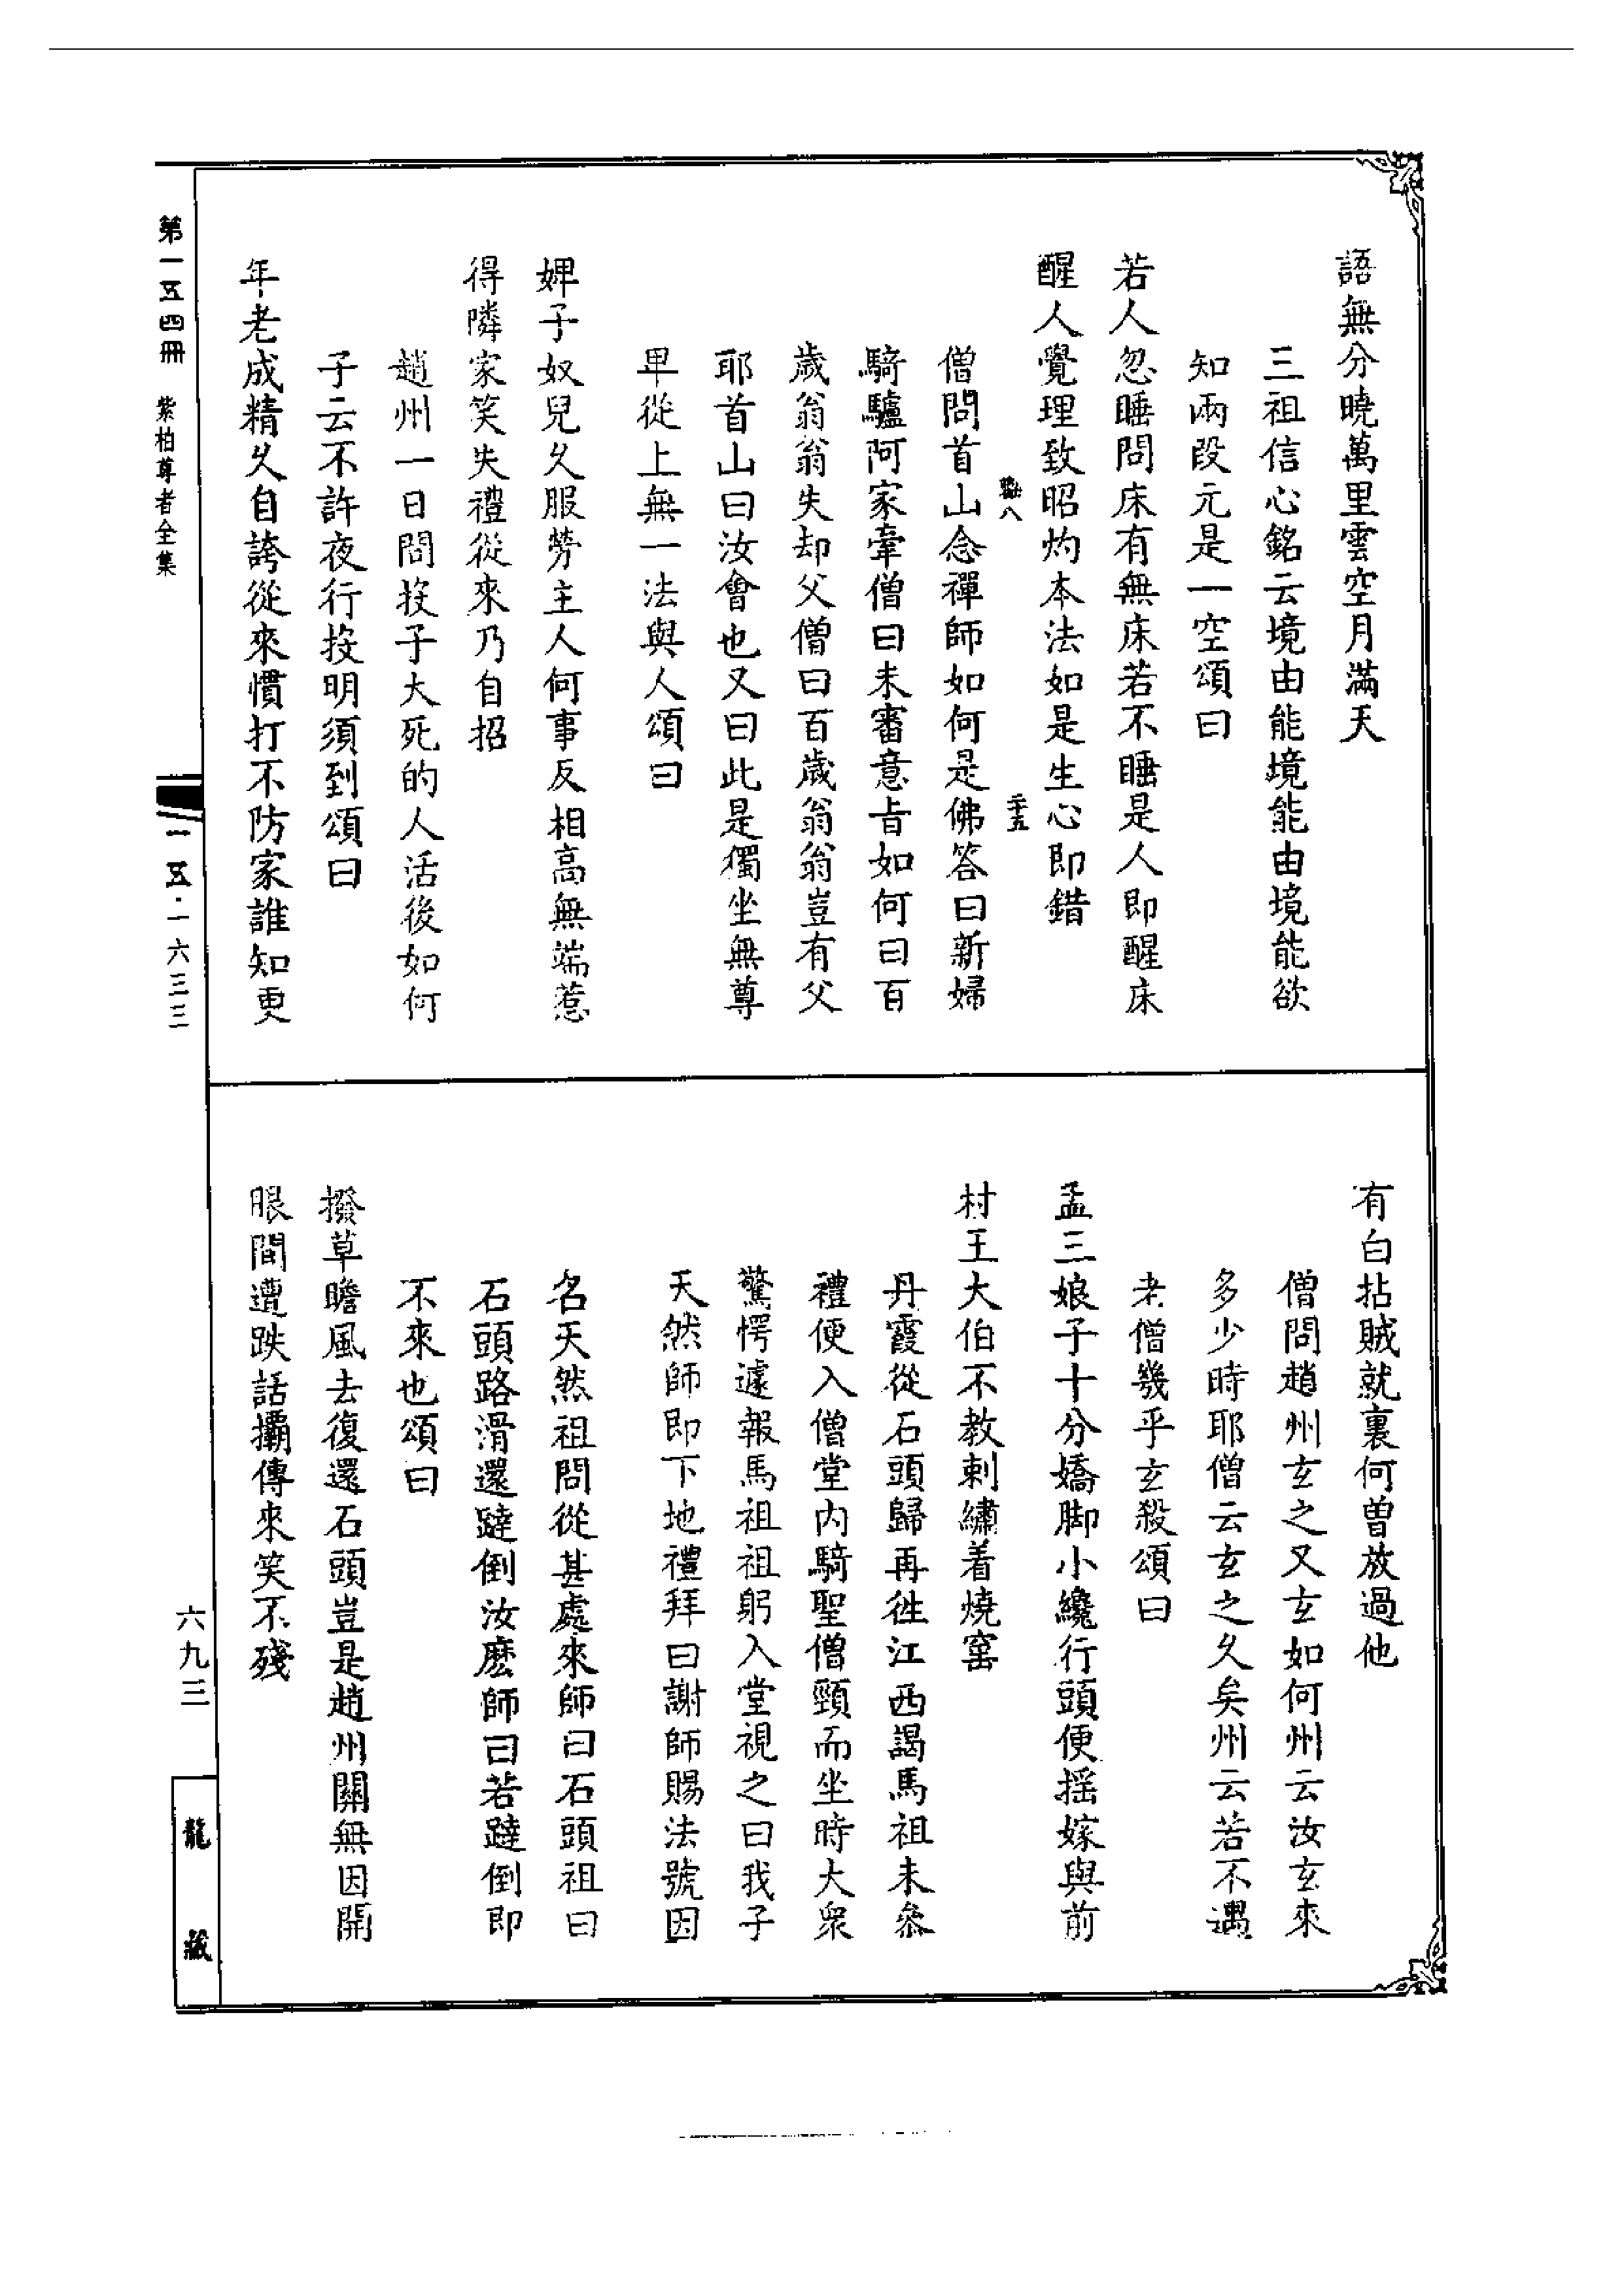 語無分曉萬里雲空月滿天
三祖信心銘云境由能境能由境能欲
知兩段元是一空頌曰
若人忽睡問床有無床若不睡是人即醒床
醒人覺理致昭灼本法如是生心即錯
八 二十五
僧問首山念禪師如何是佛答曰新婦
騎驢阿家牽僧曰未審意旨如何曰百
歲翁翁失却父僧曰百歲翁翁豈有父
耶首山曰汝會也又曰此是獨坐無尊
卑從上無一法與人頌曰
婢子奴兒久服勞主人何事反相高無端惹
得隣家笑失禮從來乃自招
趙州一日問投子大死的人活後如何
子云不許夜行投明須到頌曰
年老成精久自誇從來慣打不防家誰知更
有白拈賊就裏何曾放過他
僧問趙州玄之又玄如何州云汝玄來
多少時耶僧云玄之久矣州云若不遇
老僧幾乎玄殺頌曰
孟三娘子十分嬌脚小纔行頭便摇嫁與前
村王大伯不教刺繡着燒窰
丹霞從石頭歸再徃江西謁馬祖未叅
禮便入僧堂内騎聖僧頸而坐時大衆
驚愕遽報馬祖祖躬入堂視之曰我子
天然師即下地禮拜曰謝師賜法號因
名天然祖問從甚處來師曰石頭祖曰
石頭路滑還躂倒汝麽師曰若躂倒即
不來也頌曰
撥草瞻風去復還石頭豈是趙州關無因開
眼間遭跌話攟傳來笑不殘
第一五四冊 紫柏尊者全集
一五·一六三三
六九三
龍藏